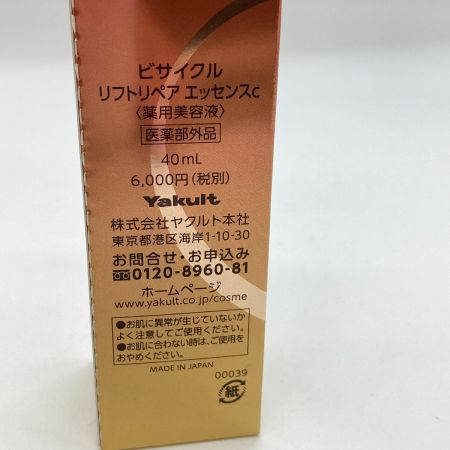 ビサイクル
リフトリペア エッセンスc
〈薬用美容液〉
医薬部外品
40mL
6,000円(税別)
Yakult
株式会社ヤクルト本社
東京都港区海岸1-10-30
お問合せ・お申込み
0120-8960-81
ホームページ
www.yakult.co.jp/cosme
●お肌に異常が生じていないか
よく注意してご使用ください。
●お肌に合わない時は、ご使用を
おやめください。
MADE IN JAPAN
00039
紙